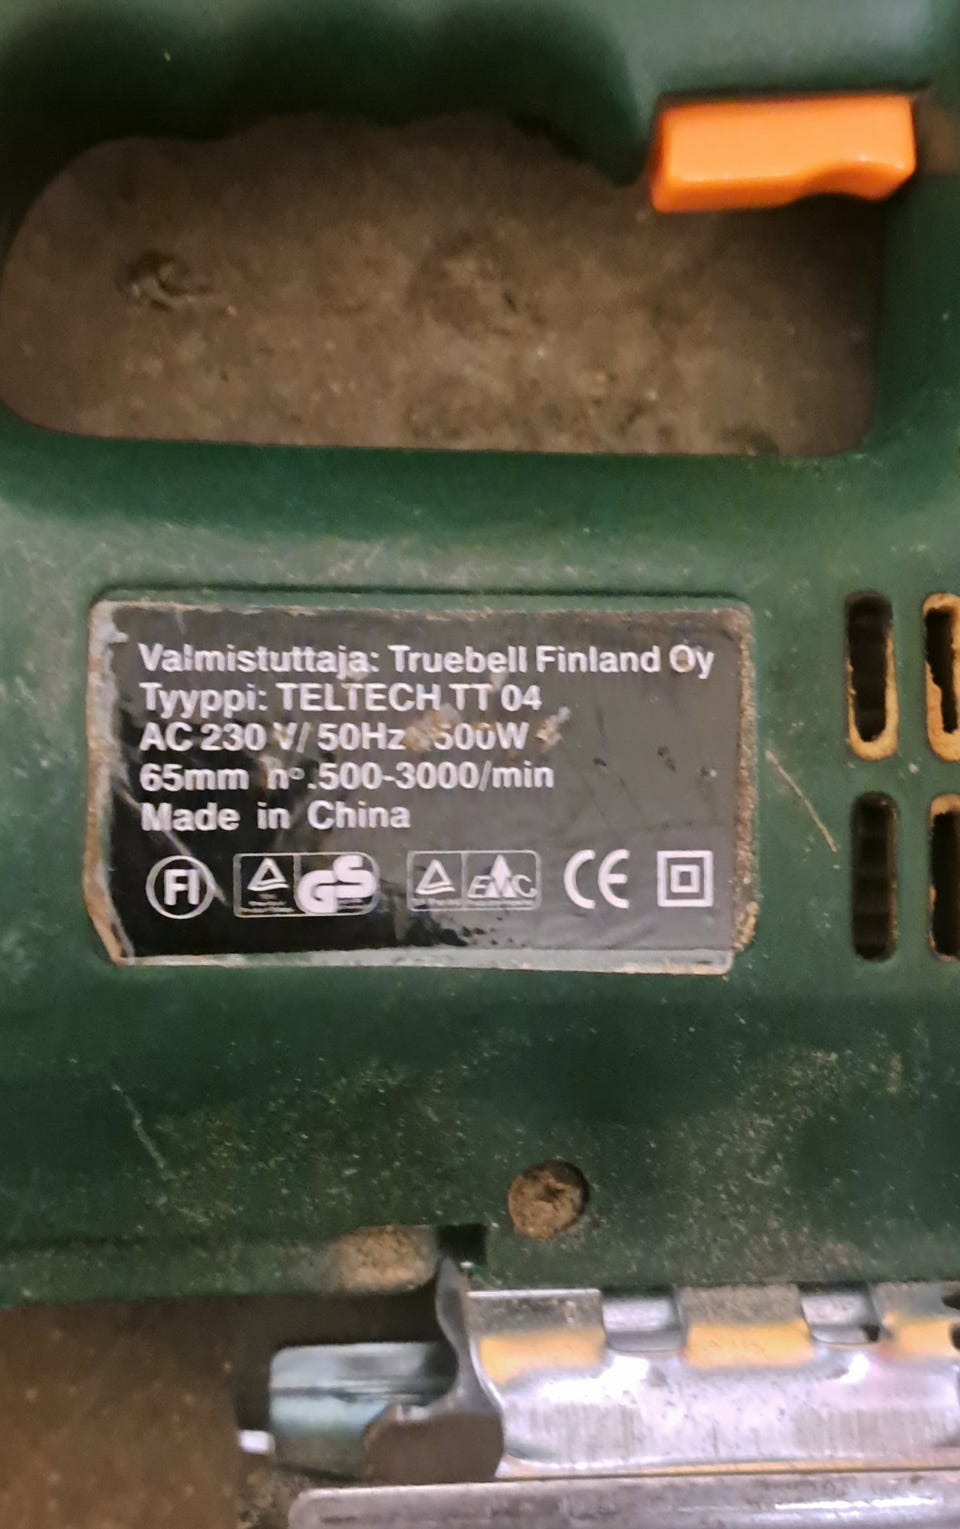 Valmistuttaja: Truebell Finland Oy
Tyyppi: TELTECH TT 04
AC 230 V/ 50Hz 500W
65mm n°.500-3000/min
Made in China
FI GS EMC CE